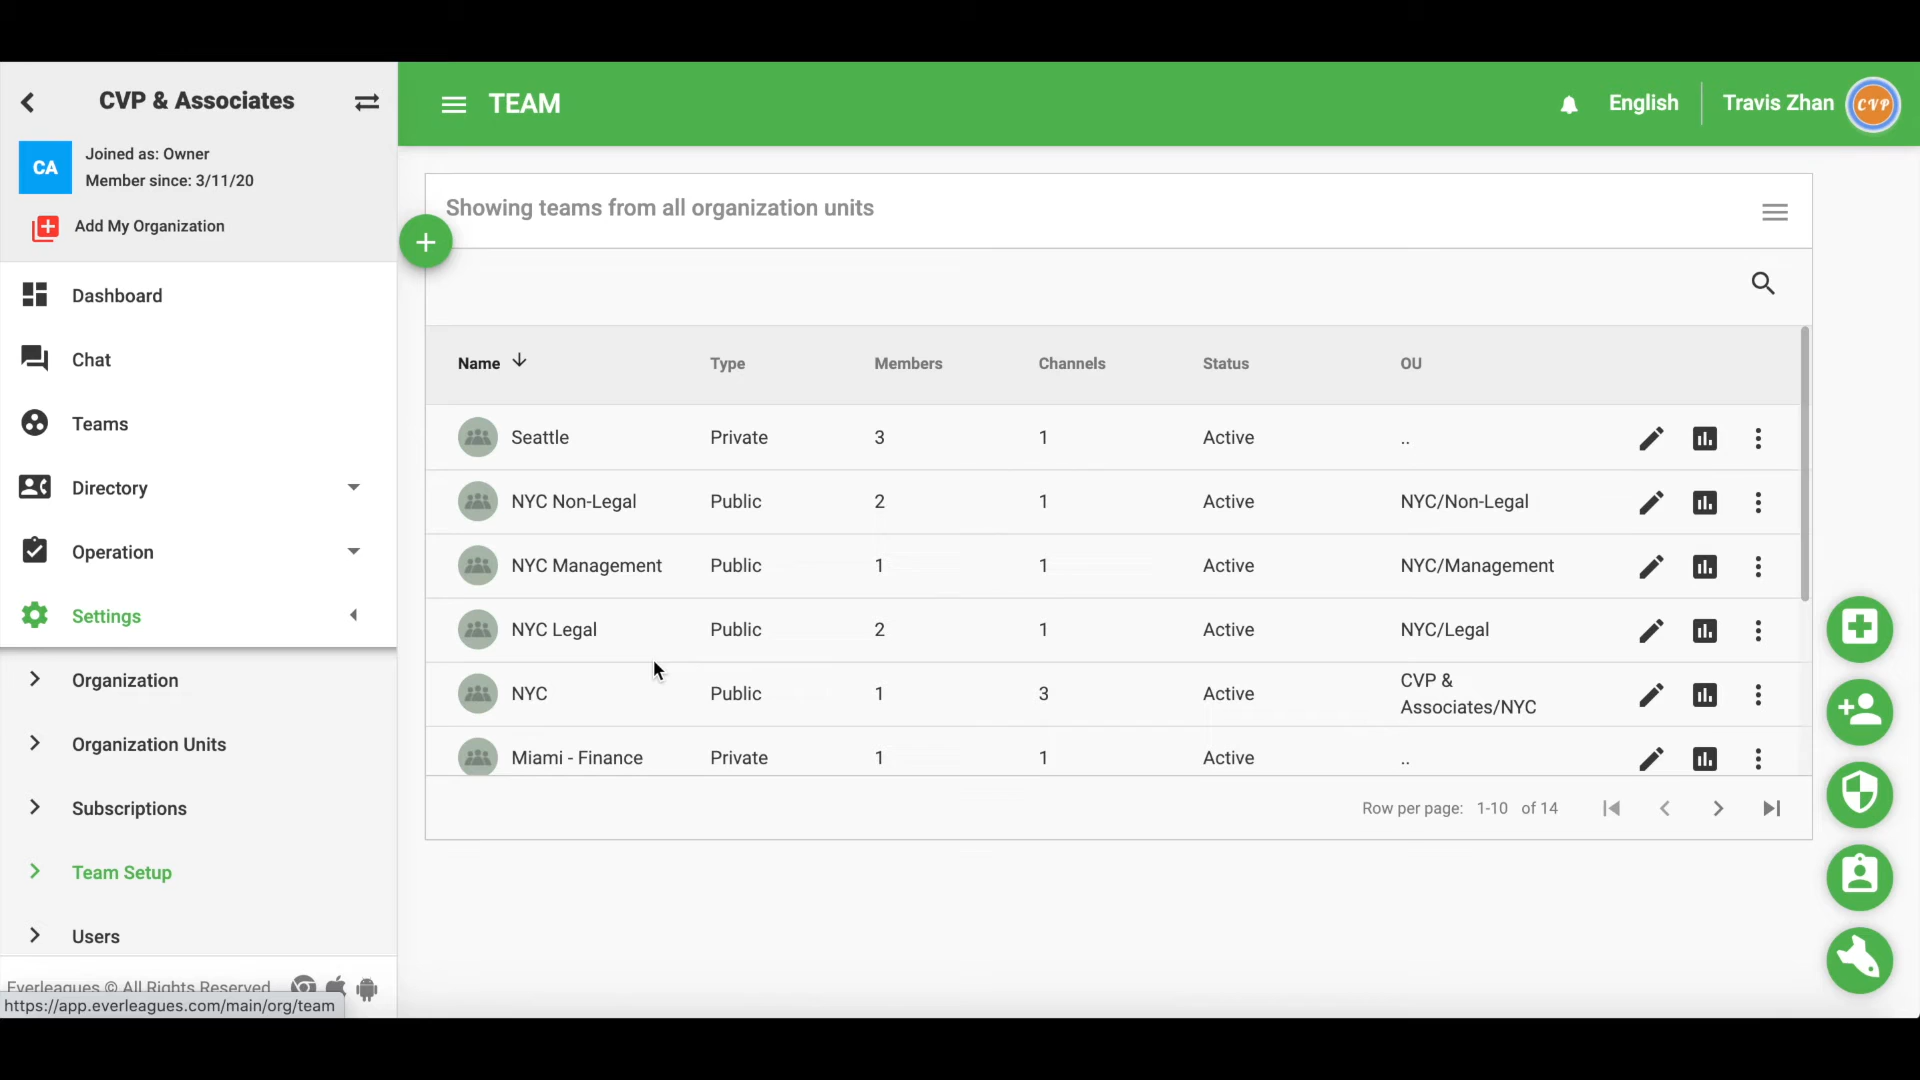 CVP & Associates
CA
Joined as: Owner
Member since: 3/11/20
Add My Organization
Dashboard
Chat
Teams
Directory
Operation
Settings
Organization
Organization Units
Subscriptions
Team Setup
Users
Everleagues © All Rights Reserved
https://app.everleagues.com/main/org/team
TEAM
English
Travis Zhan
CVP
Showing teams from all organization units
Name Type Members Channels Status OU
Seattle Private 3 1 Active ..
NYC Non-Legal Public 2 1 Active NYC/Non-Legal
NYC Management Public 1 1 Active NYC/Management
NYC Legal Public 2 1 Active NYC/Legal
NYC Public 1 3 Active CVP &
Associates/NYC
Miami - Finance Private 1 1 Active ..
Row per page: 1-10 of 14